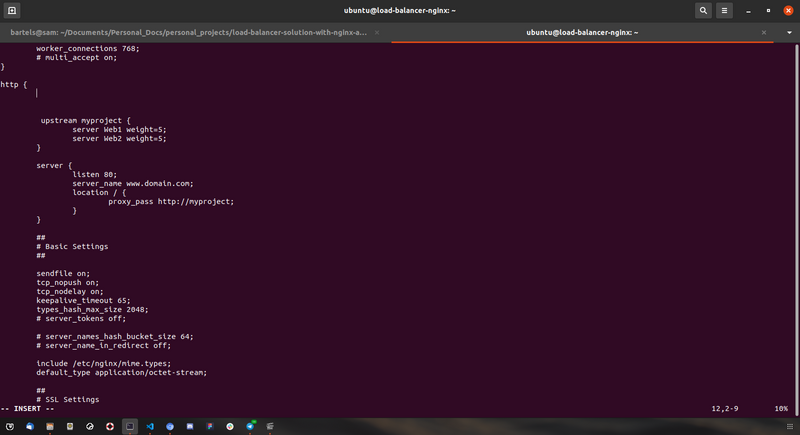 ubuntu@load-balancer-nginx: ~
bartels@sam: ~/Documents/Personal_Docs/personal_projects/load-balancer-solution-with-nginx-a...
ubuntu@load-balancer-nginx: ~
worker_connections 768;
# multi_accept on;
}
http {
upstream myproject {
server Web1 weight=5;
server Web2 weight=5;
}
server {
listen 80;
server_name www.domain.com;
location / {
proxy_pass http://myproject;
}
}
##
# Basic Settings
##
sendfile on;
tcp_nopush on;
tcp_nodelay on;
keepalive_timeout 65;
types_hash_max_size 2048;
# server_tokens off;
# server_names_hash_bucket_size 64;
# server_name_in_redirect off;
include /etc/nginx/mime.types;
default_type application/octet-stream;
##
# SSL Settings
-- INSERT --
12,2-9
10%